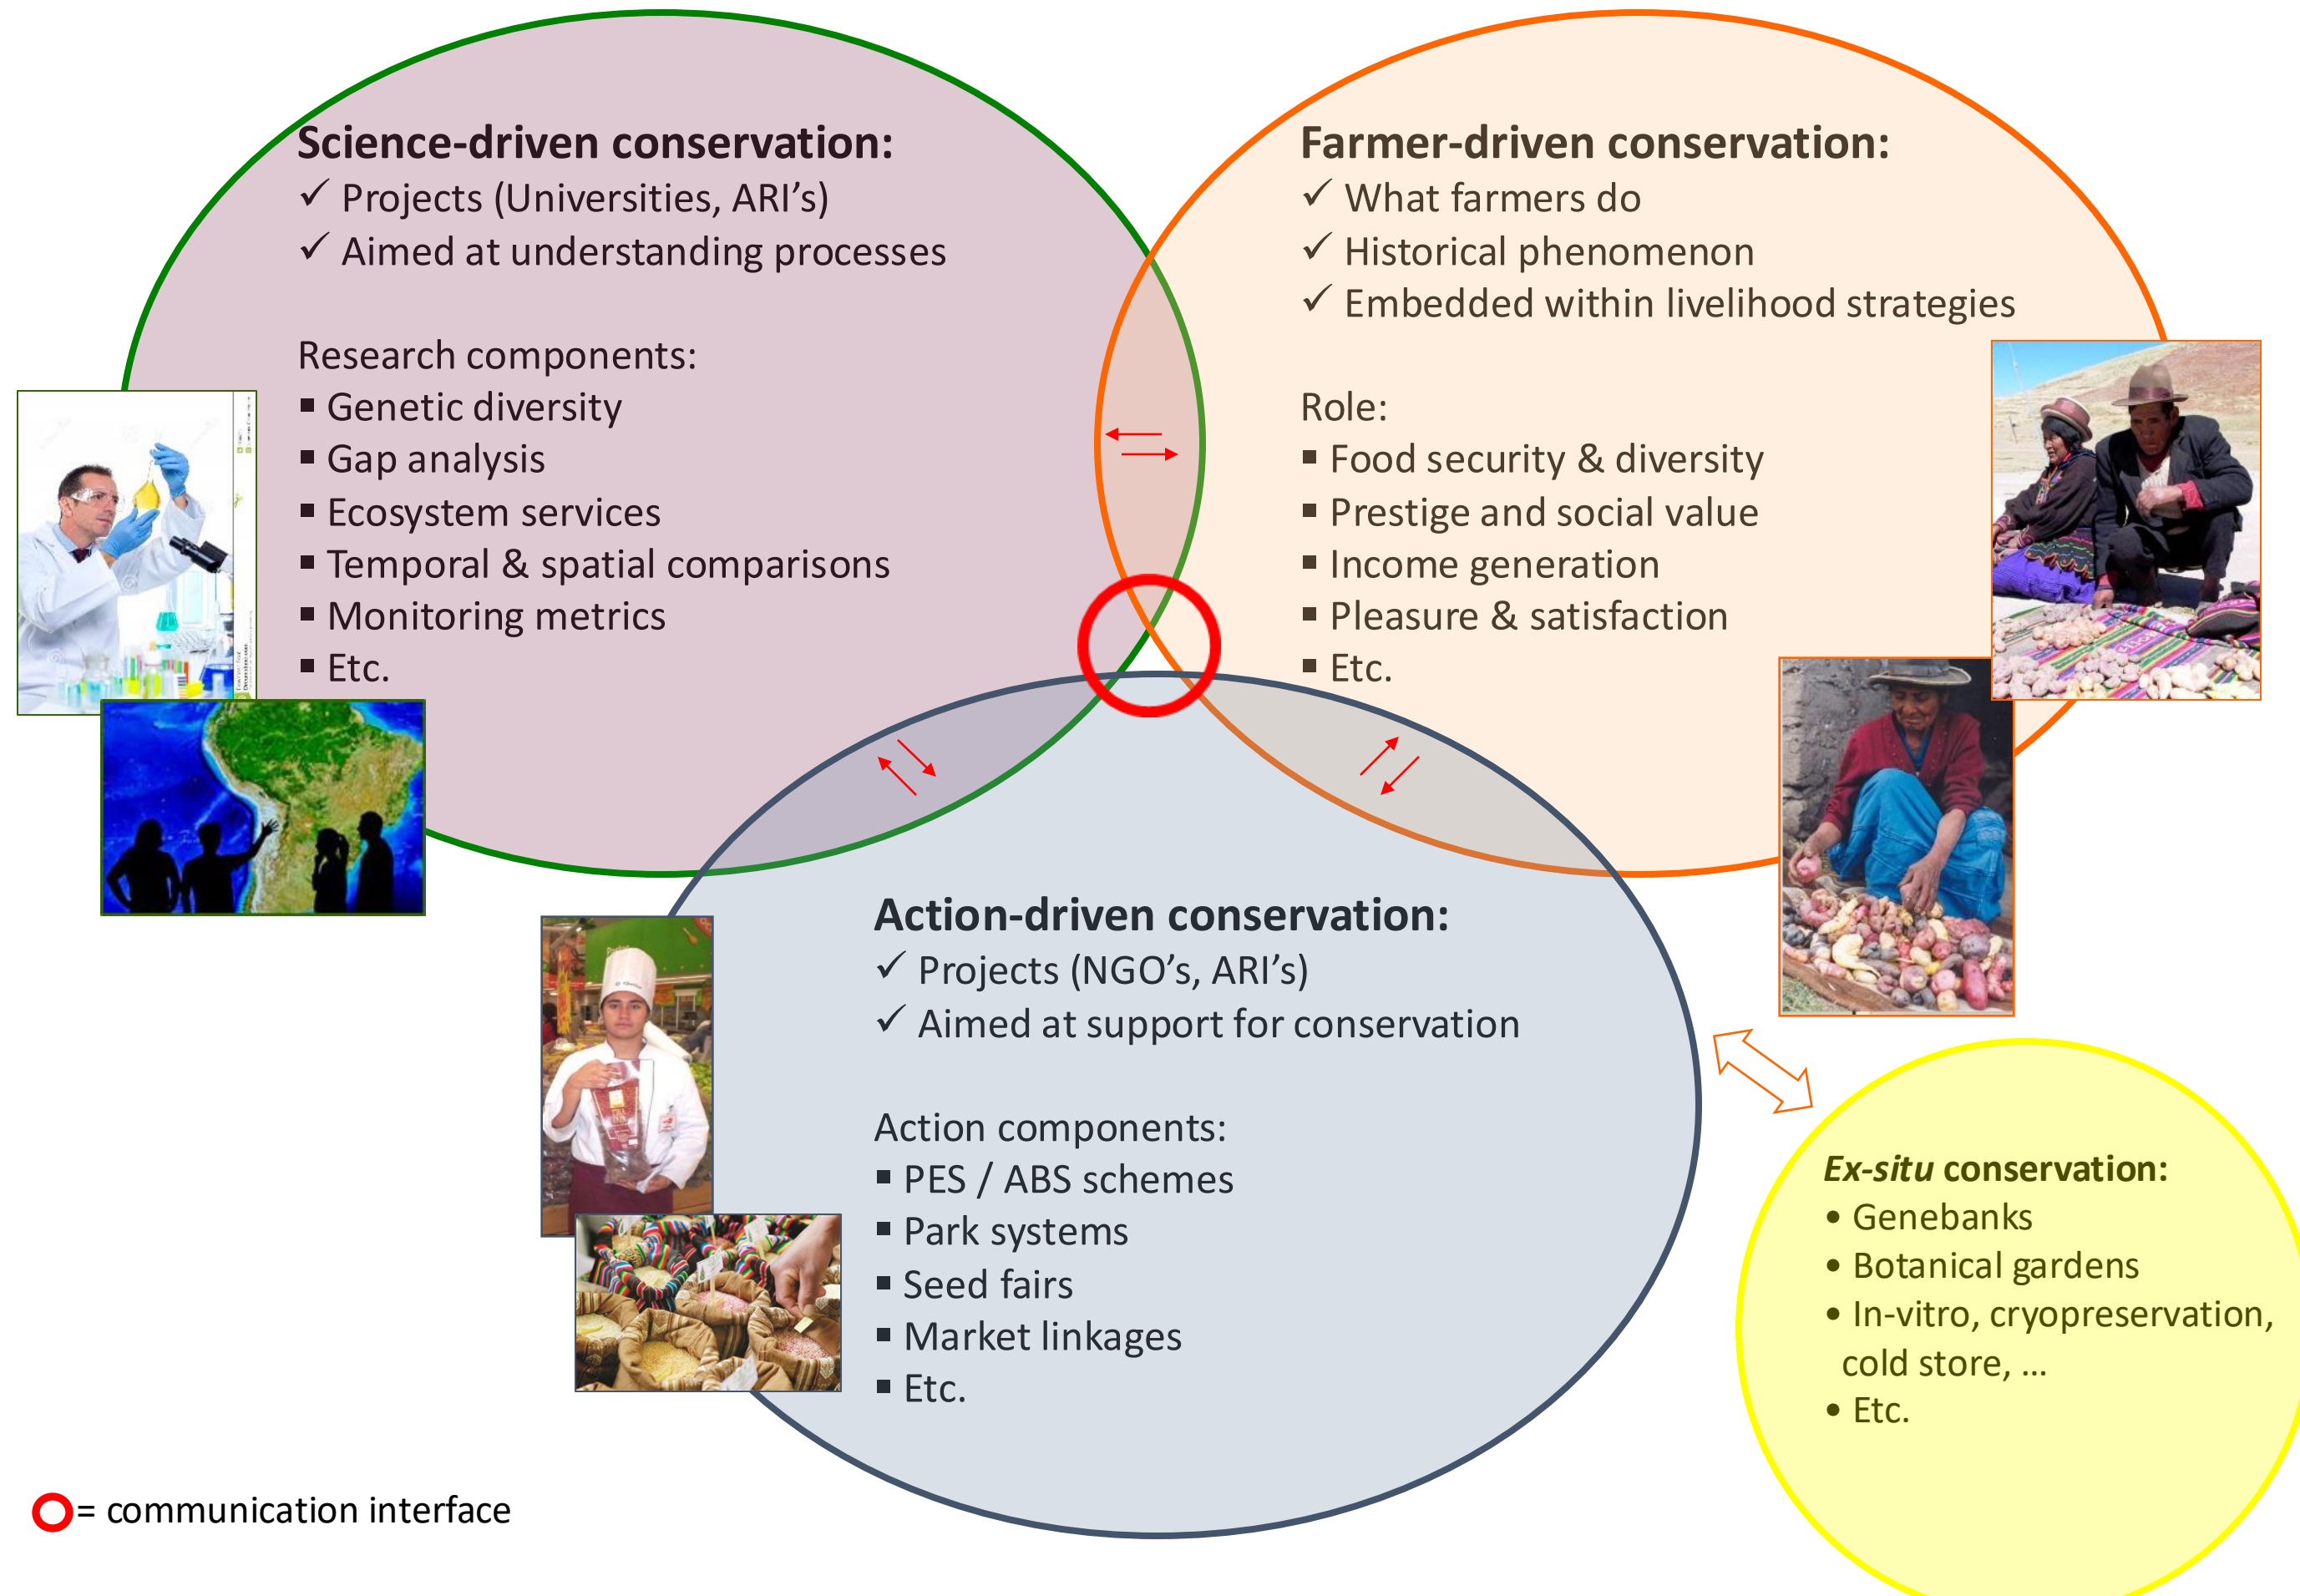 Science-driven conservation:
✓ Projects (Universities, ARI's)
✓ Aimed at understanding processes
Research components:
▪ Genetic diversity
▪ Gap analysis
▪ Ecosystem services
▪ Temporal & spatial comparisons
▪ Monitoring metrics
▪ Etc.
Farmer-driven conservation:
✓ What farmers do
✓ Historical phenomenon
✓ Embedded within livelihood strategies
Role:
▪ Food security & diversity
▪ Prestige and social value
▪ Income generation
▪ Pleasure & satisfaction
▪ Etc.
Action-driven conservation:
✓ Projects (NGO's, ARI's)
✓ Aimed at support for conservation
Action components:
▪ PES / ABS schemes
▪ Park systems
▪ Seed fairs
▪ Market linkages
▪ Etc.
Ex-situ conservation:
• Genebanks
• Botanical gardens
• In-vitro, cryopreservation,
cold store, ...
• Etc.
= communication interface